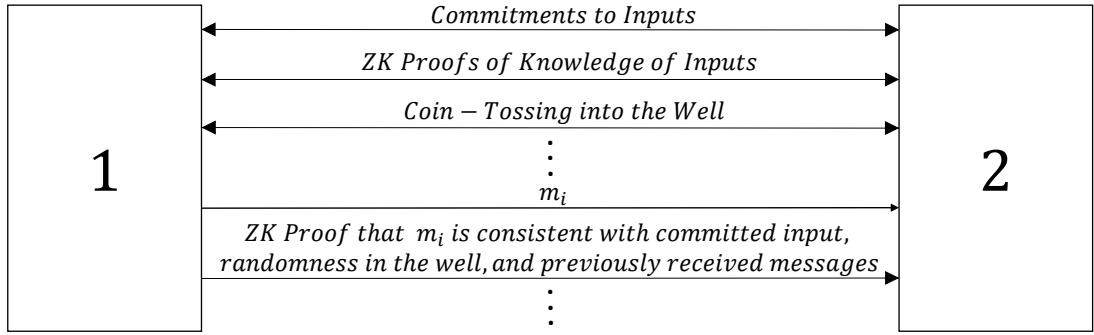 Commitments to Inputs
ZK Proofs of Knowledge of Inputs
Coin − Tossing into the Well
1
2
m_i
ZK Proof that m_i is consistent with committed input,
randomness in the well, and previously received messages